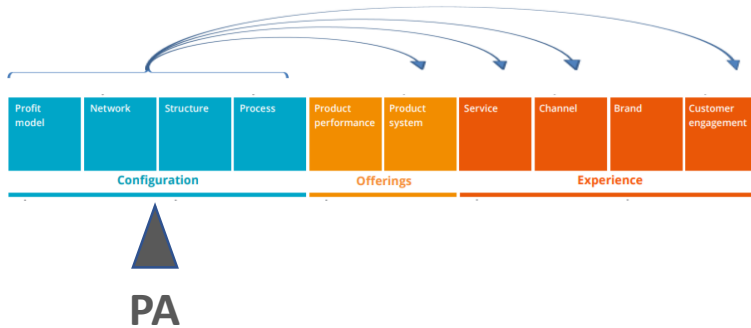 Profit
model
Network
Structure
Process
Product
performance
Product
system
Service
Channel
Brand
Customer
engagement
Configuration
Offerings
Experience
PA